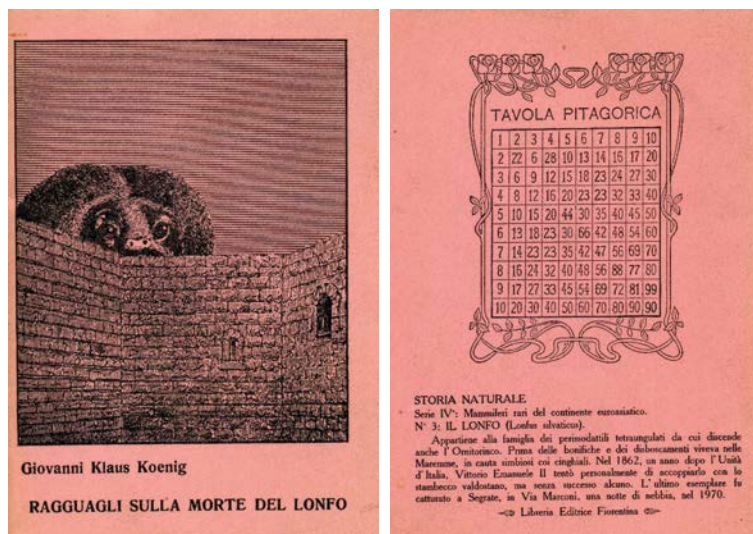 Giovanni Klaus Koenig
RAGGUAGLI SULLA MORTE DEL LONFO
TAVOLA PITAGORICA
1 2 3 4 5 6 7 8 9 10
2 22 6 28 10 13 14 16 17 20
3 6 9 12 15 18 23 24 27 30
4 8 12 16 20 23 23 32 33 40
5 10 15 20 44 30 35 40 45 50
6 13 18 23 30 66 42 48 54 60
7 14 23 23 35 42 47 56 69 70
8 16 24 32 40 48 56 88 77 80
9 17 27 33 45 54 69 72 81 99
10 20 30 40 50 60 70 80 90 90
STORIA NATURALE
Serie IVª: Mammiferi rari del continente euroasiatico.
N° 3: IL LONFO (Lonfus silvaticus).
Appartiene alla famiglia dei perissodattili tetraungulati da cui discende
anche l' Ornitorinco. Prima delle bonifiche e dei disboscamenti viveva nelle
Maremme, in cauta simbiosi coi cinghiali. Nel 1862, un anno dopo l' Unità
d' Italia, Vittorio Emanuele II tentò personalmente di accoppiarlo con lo
stambecco valdostano, ma senza successo alcuno. L' ultimo esemplare fu
catturato a Segrate, in Via Marconi, una notte di nebbia, nel 1970.
Libreria Editrice Fiorentina